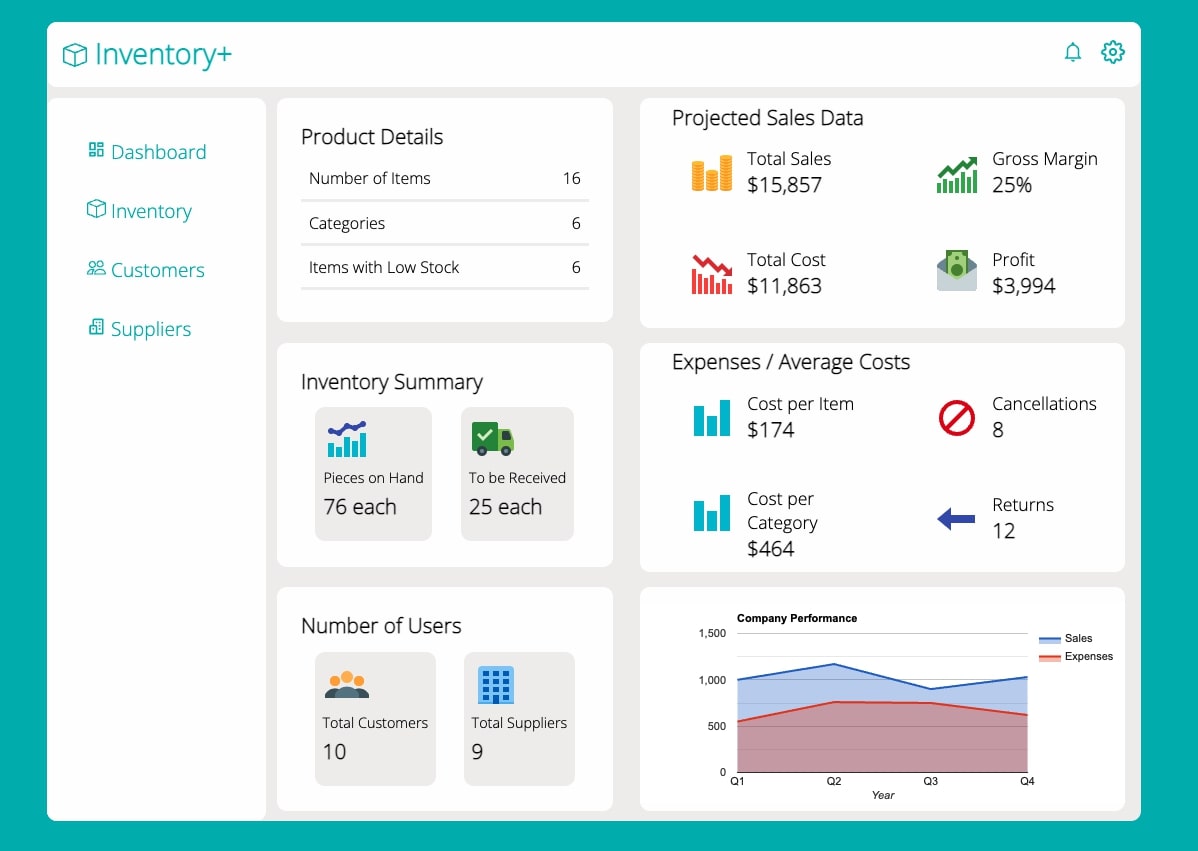 Inventory+
Dashboard
Inventory
Customers
Suppliers
Product Details
Number of Items 16
Categories 6
Items with Low Stock 6
Inventory Summary
Pieces on Hand
76 each
To be Received
25 each
Number of Users
Total Customers
10
Total Suppliers
9
Projected Sales Data
Total Sales
$15,857
Gross Margin
25%
Total Cost
$11,863
Profit
$3,994
Expenses / Average Costs
Cost per Item
$174
Cancellations
8
Cost per
Category
$464
Returns
12
Company Performance
1,500
1,000
500
0
Q1 Q2 Q3 Q4
Year
Sales
Expenses